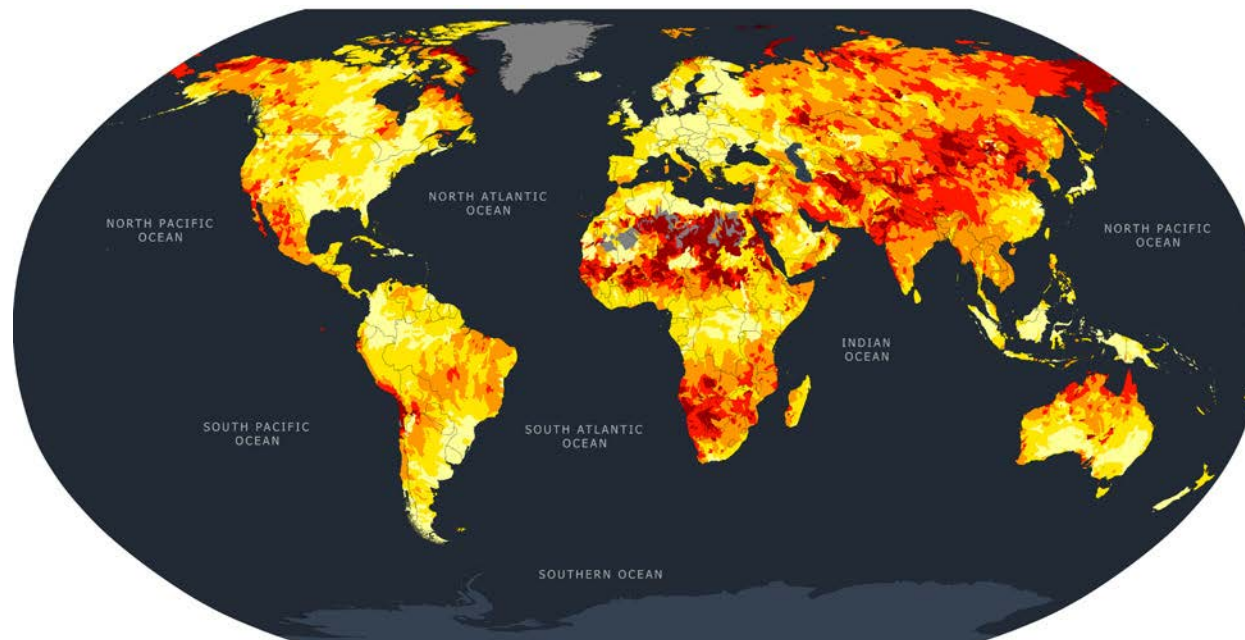 NORTH ATLANTIC
OCEAN
NORTH PACIFIC
OCEAN
NORTH PACIFIC
OCEAN
INDIAN
OCEAN
SOUTH PACIFIC
OCEAN
SOUTH ATLANTIC
OCEAN
SOUTHERN OCEAN